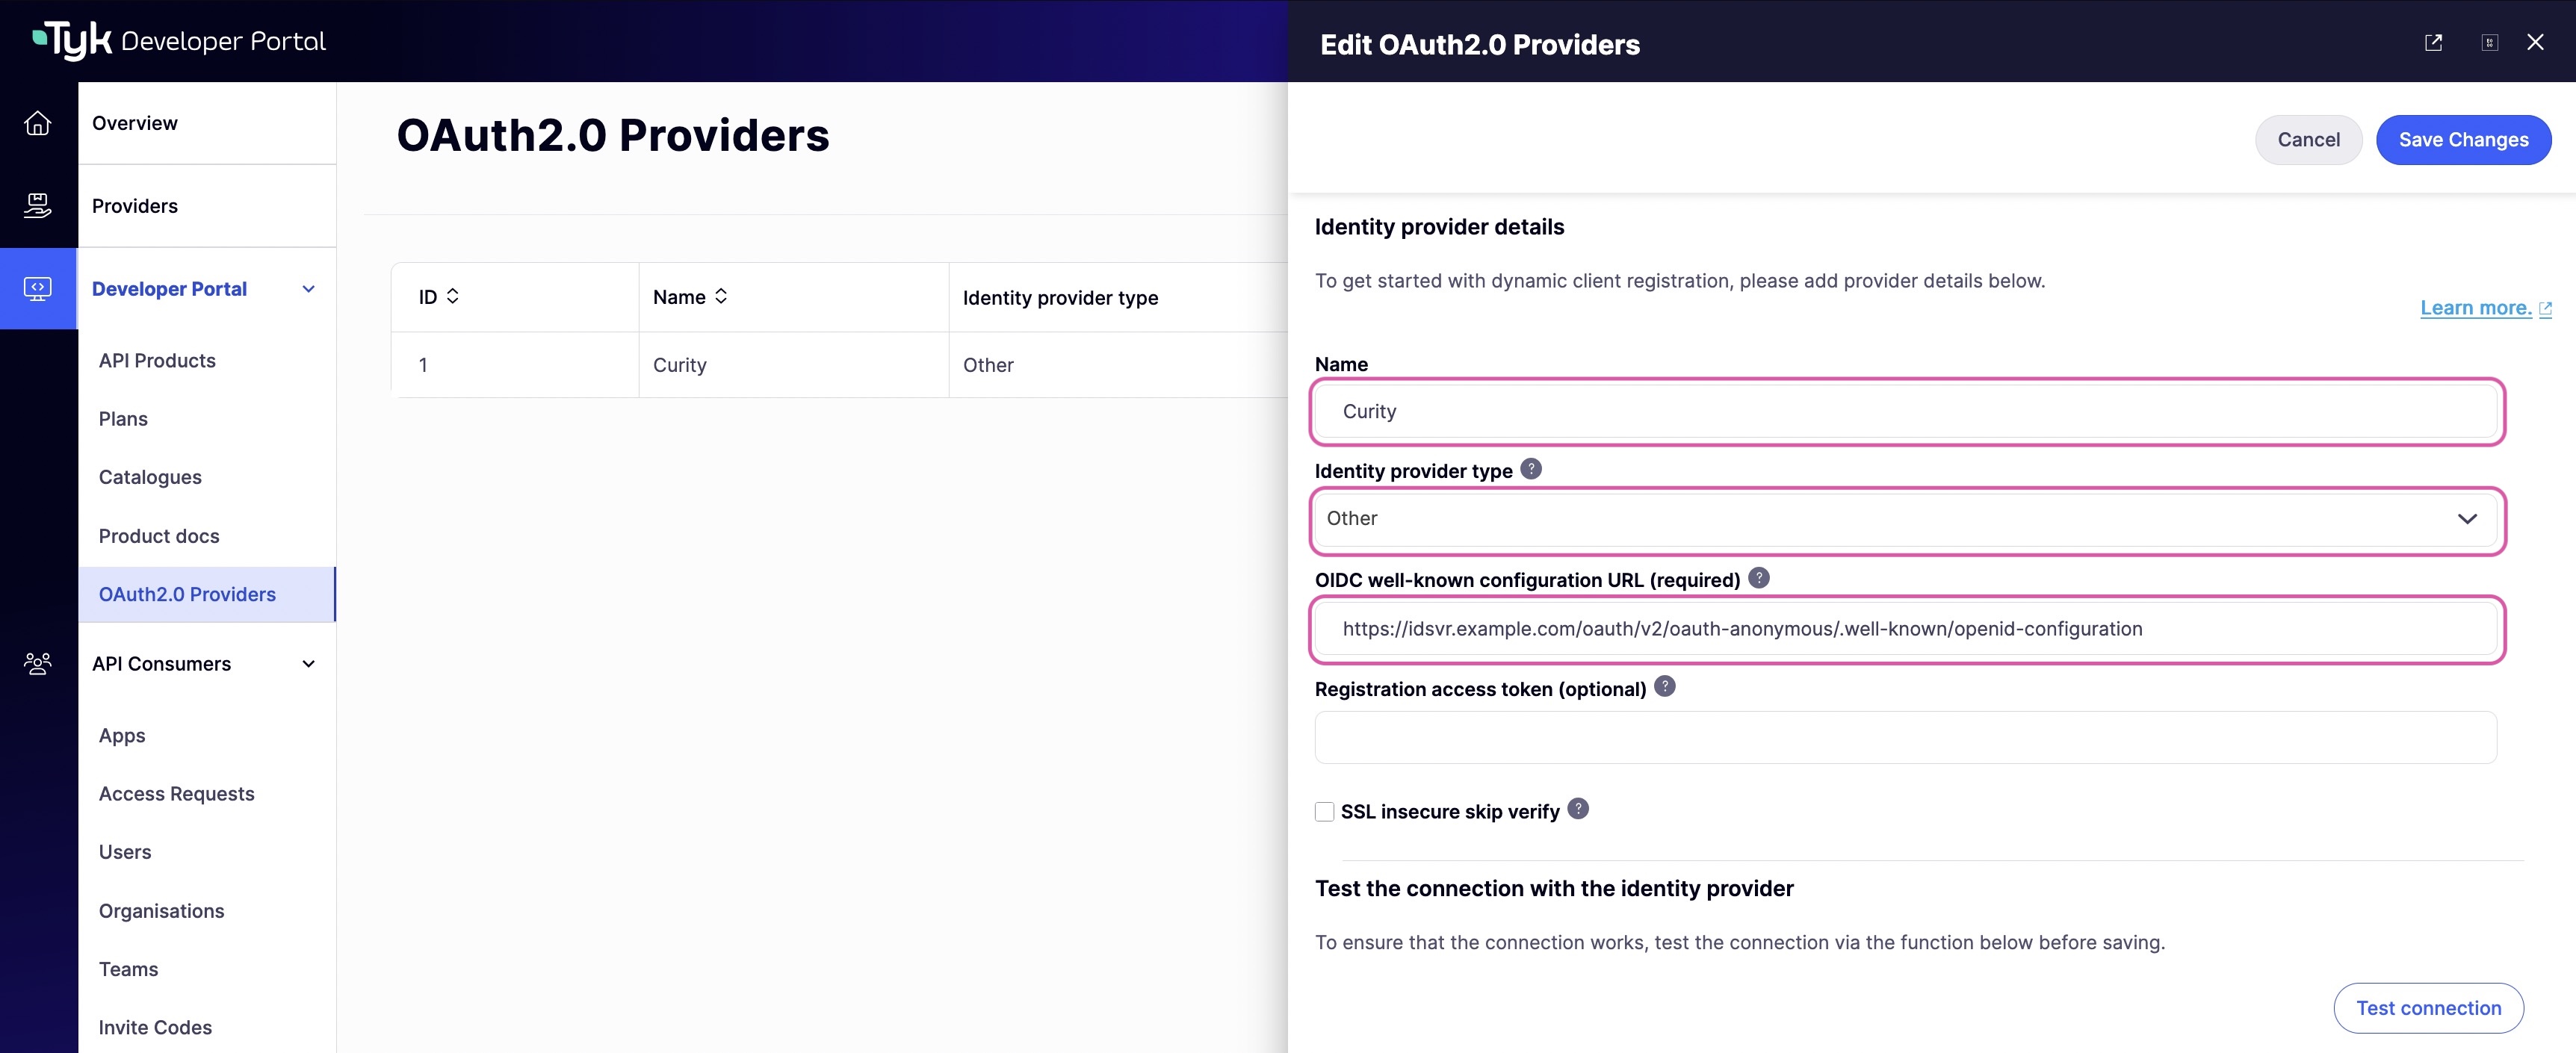 Tyk Developer Portal
Overview
Providers
Developer Portal
API Products
Plans
Catalogues
Product docs
OAuth2.0 Providers
API Consumers
Apps
Access Requests
Users
Organisations
Teams
Invite Codes
OAuth2.0 Providers
ID Name Identity provider type
1 Curity Other
Edit OAuth2.0 Providers
Cancel Save Changes
Identity provider details
To get started with dynamic client registration, please add provider details below.
Learn more.
Name
Curity
Identity provider type ?
Other
OIDC well-known configuration URL (required) ?
https://idsvr.example.com/oauth/v2/oauth-anonymous/.well-known/openid-configuration
Registration access token (optional) ?
SSL insecure skip verify ?
Test the connection with the identity provider
To ensure that the connection works, test the connection via the function below before saving.
Test connection